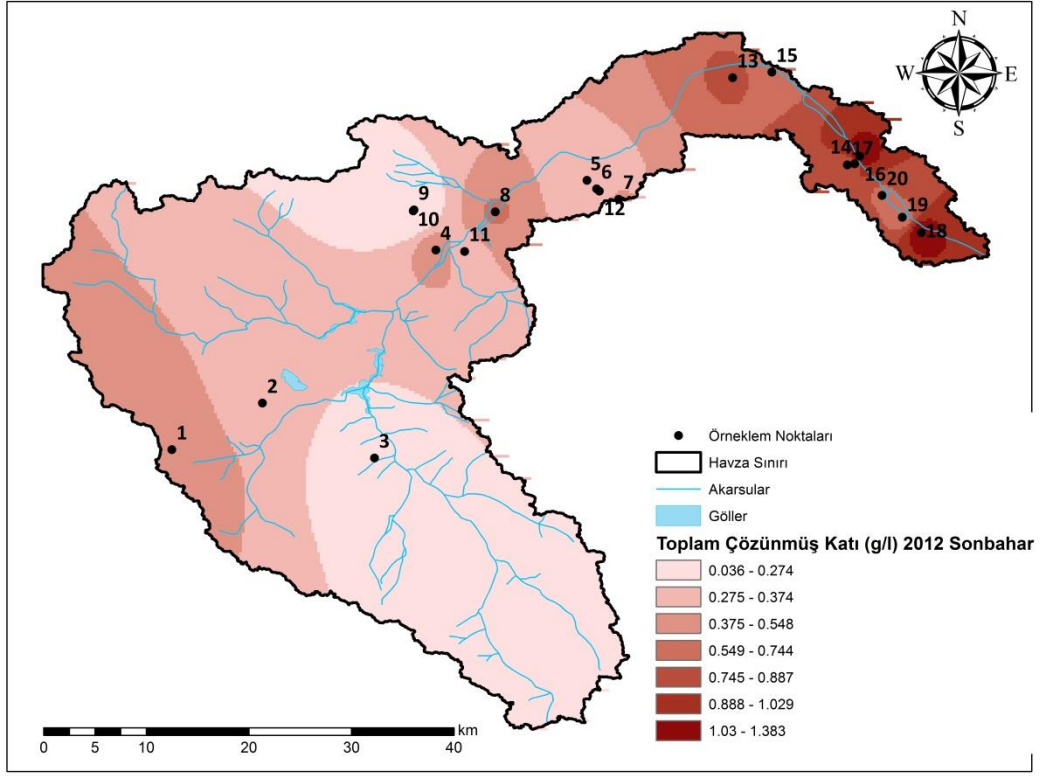 N
W E
S
13 15
14 17
16 20
19
18
5 6
7
12
9
10
8
4 11
2
1
3
Örneklem Noktaları
Havza Sınırı
Akarsular
Göller
Toplam Çözünmüş Katı (g/l) 2012 Sonbahar
0.036 - 0.274
0.275 - 0.374
0.375 - 0.548
0.549 - 0.744
0.745 - 0.887
0.888 - 1.029
1.03 - 1.383
km
0 5 10 20 30 40